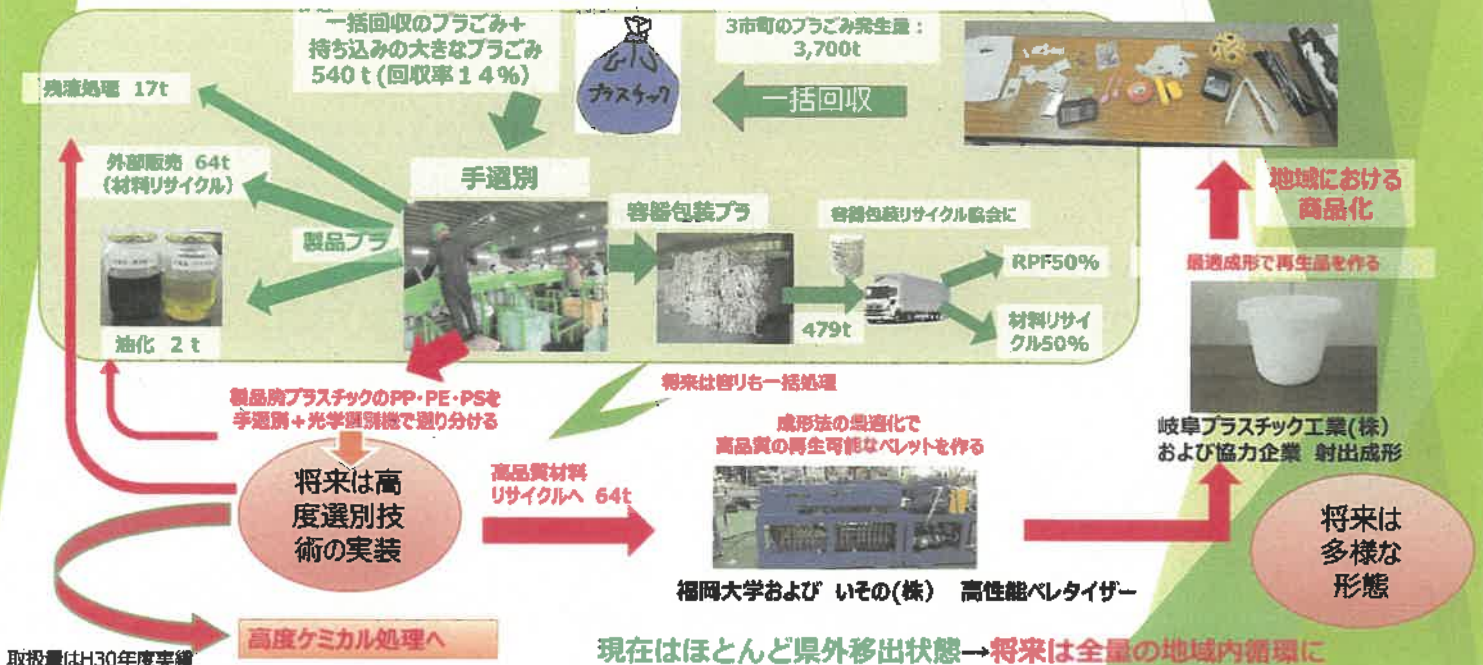 一括回収のプラごみ+
持ち込みの大きなプラごみ
540t(回収率14%)
プラスチック
3市町のプラごみ発生量：
3,700t
一括回収
残渣処理 17t
外部販売 64t
(材料リサイクル)
手選別
製品プラ
油化 2t
容器包装プラ
容器包装リサイクル協会に
479t
RPF50%
材料リサイ
クル50%
地域における
商品化
最適成形で再生品を作る
岐阜プラスチック工業(株)
および協力企業 射出成形
将来は容リも一括処理
製品廃プラスチックのPP・PE・PSを
手選別+光学選別機で選り分ける
将来は高
度選別技
術の実装
高品質材料
リサイクルへ 64t
成形法の最適化で
高品質の再生可能なペレットを作る
福岡大学および いその(株) 高性能ペレタイザー
将来は
多様な
形態
高度ケミカル処理へ
取扱量はH30年度実績
現在はほとんど県外移出状態→将来は全量の地域内循環に